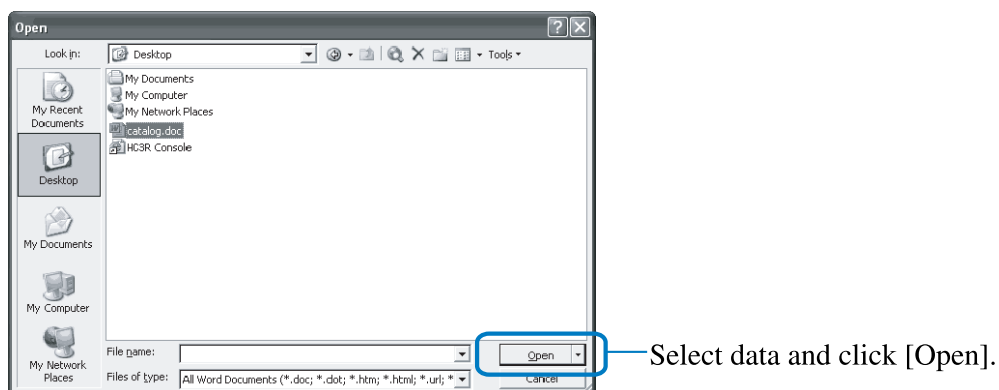 Open
Look in: Desktop Tools
My Documents
My Computer
My Network Places
catalog.doc
HC3R Console
My Recent
Documents
Desktop
My Documents
My Computer
My Network
Places
File name:
Open
Files of type: All Word Documents (*.doc; *.dot; *.htm; *.html; *.url; *
Cancel
Select data and click [Open].